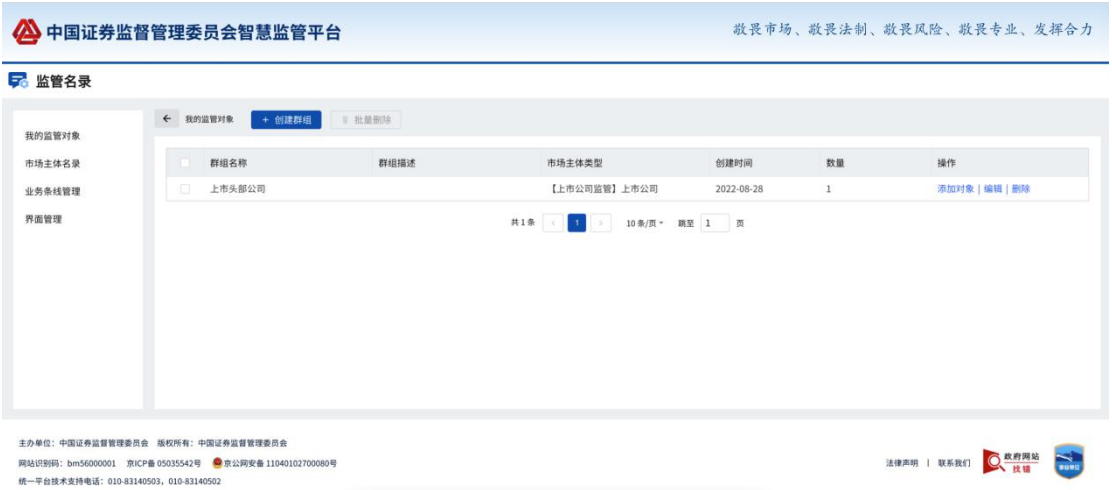 中国证券监督管理委员会智慧监管平台 敬畏市场、敬畏法制、敬畏风险、敬畏专业、发挥合力
监管名录
我的监管对象 + 创建群组 批量删除
我的监管对象
市场主体名录
业务条线管理
界面管理
群组名称 群组描述 市场主体类型 创建时间 数量 操作
上市头部公司 【上市公司监管】上市公司 2022-08-28 1 添加对象 | 编辑 | 删除
共 1 条 < 1 > 10 条/页 跳至 1 页
主办单位：中国证券监督管理委员会 版权所有：中国证券监督管理委员会
网站识别码：bm56000001 京ICP备 05035542号 京公网安备 11040102700080号
法律声明 | 联系我们 政府网站 找错
统一平台技术支持电话：010-83140503，010-83140502